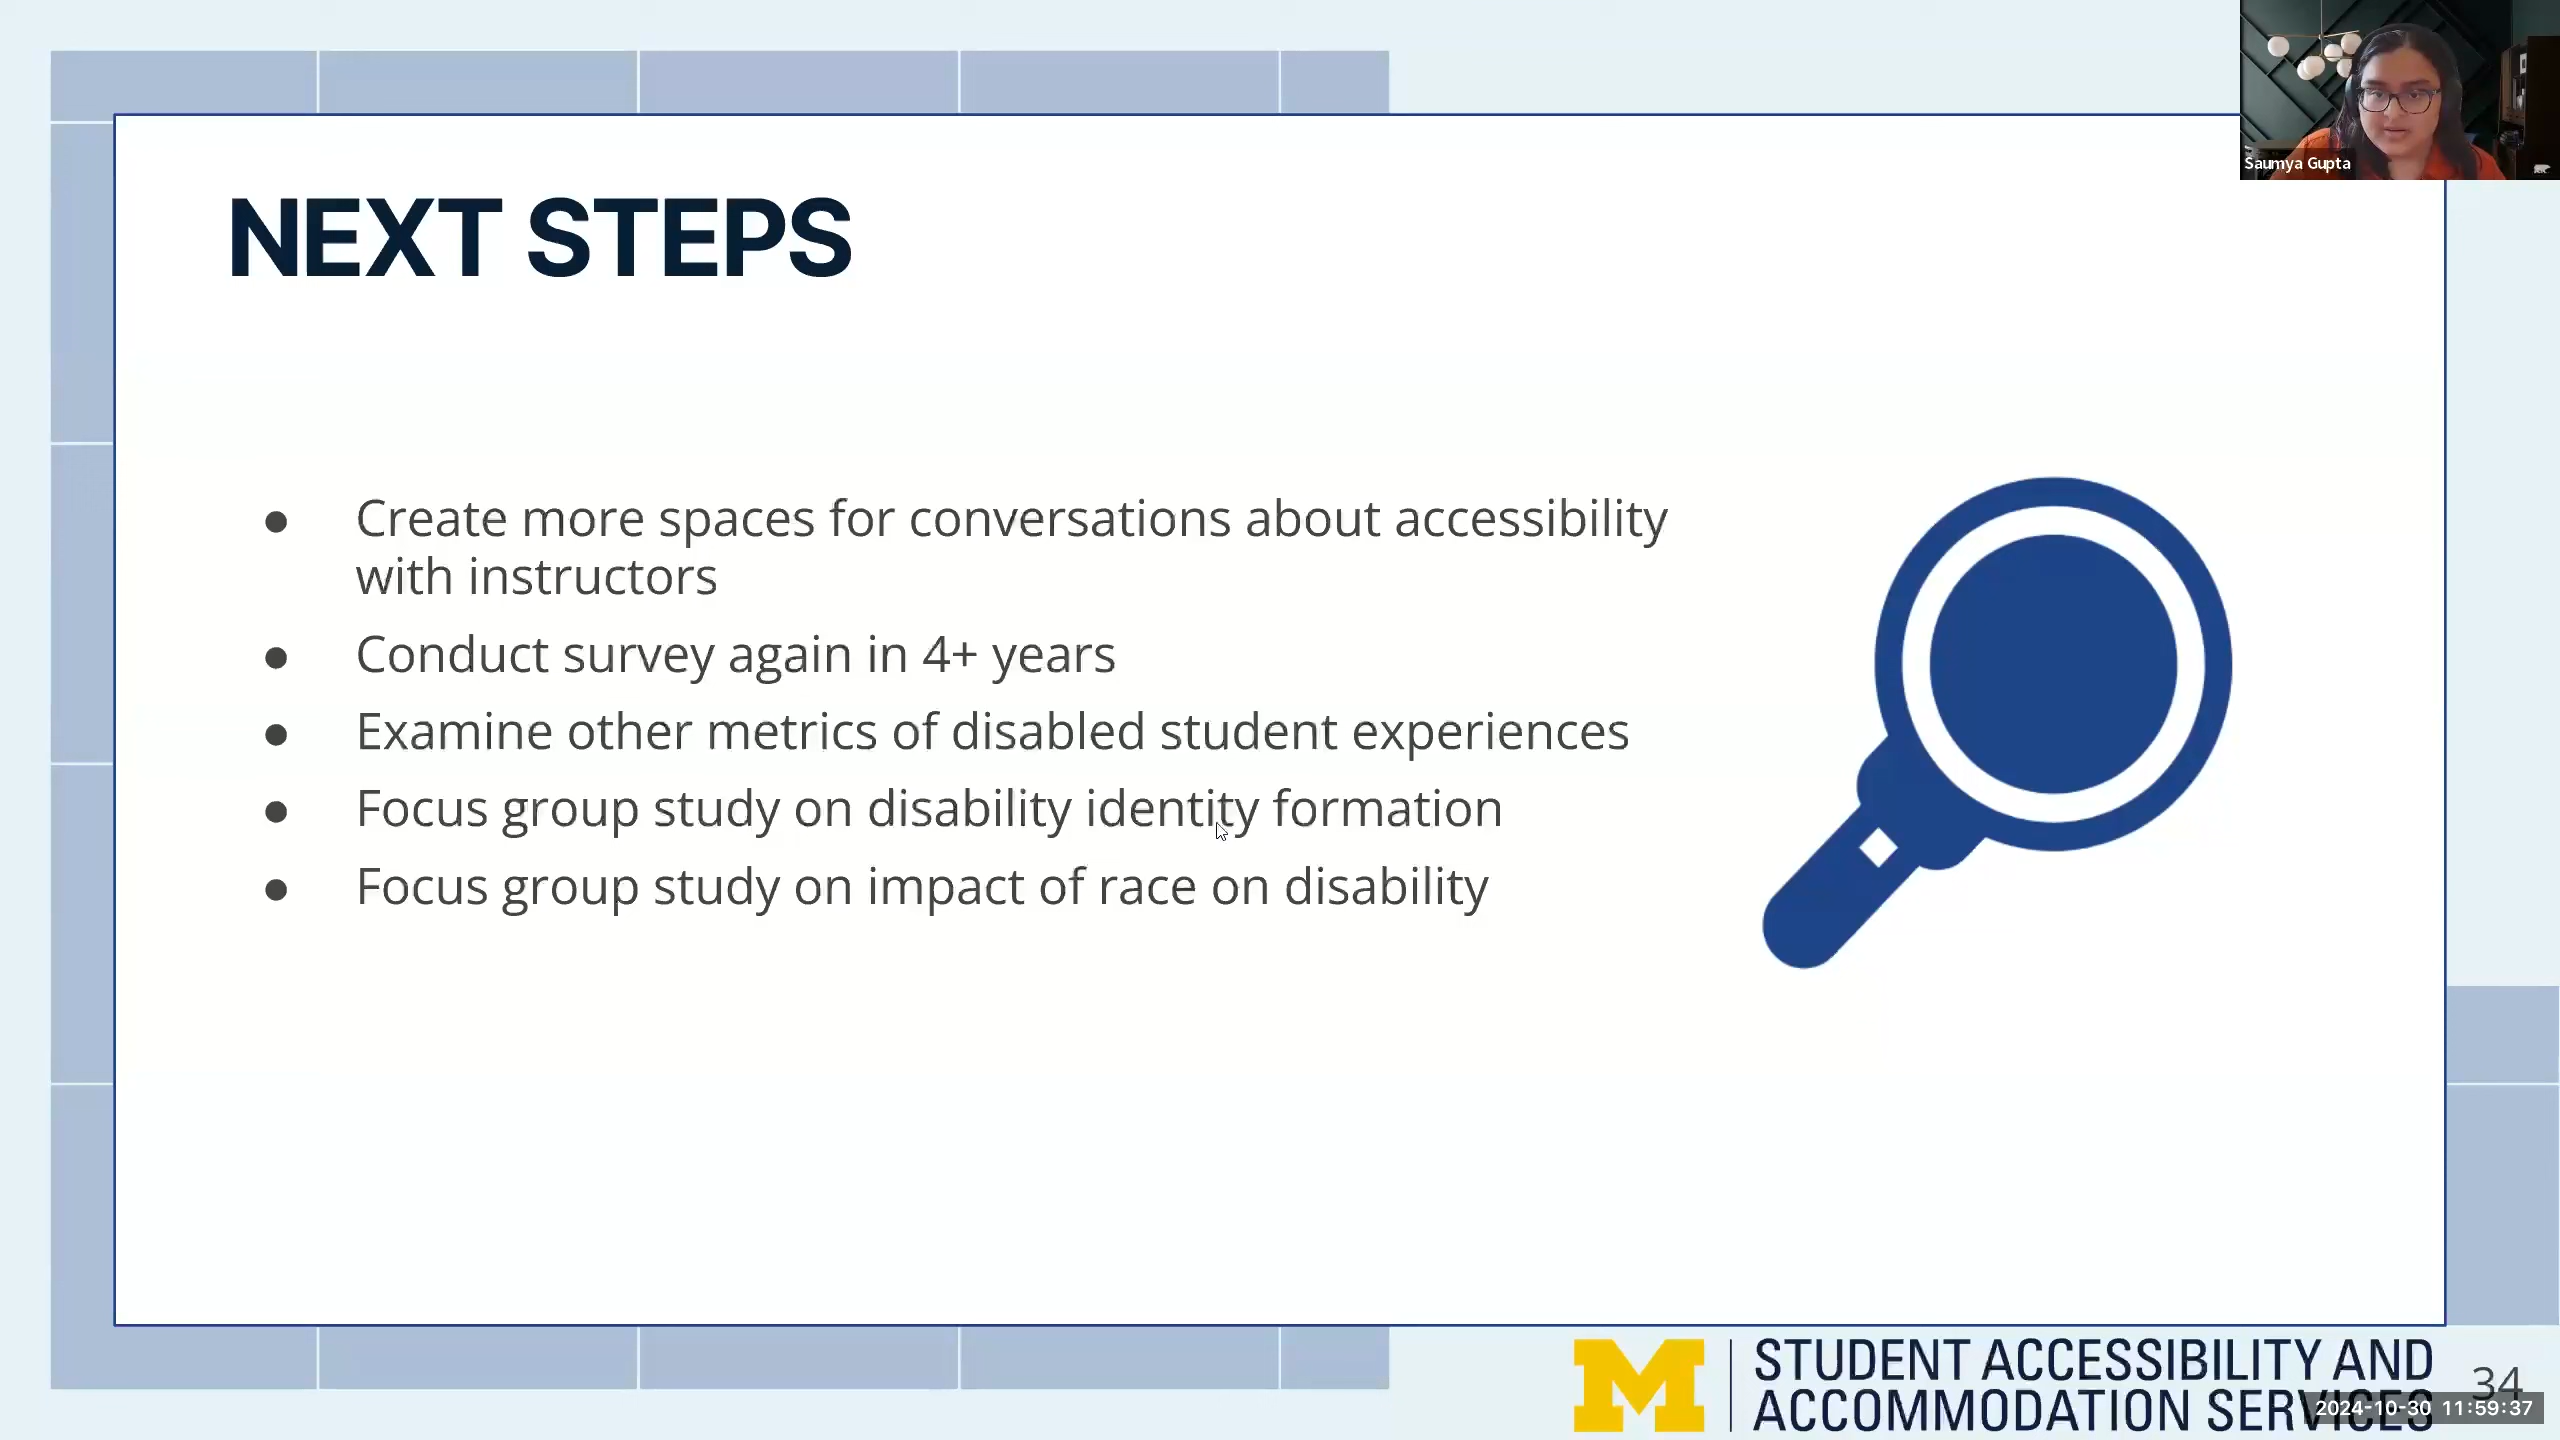 Saumya Gupta
NEXT STEPS
● Create more spaces for conversations about accessibility
with instructors
● Conduct survey again in 4+ years
● Examine other metrics of disabled student experiences
● Focus group study on disability identity formation
● Focus group study on impact of race on disability
M STUDENT ACCESSIBILITY AND
ACCOMMODATION SERVICES
34
2024-10-30 11:59:37